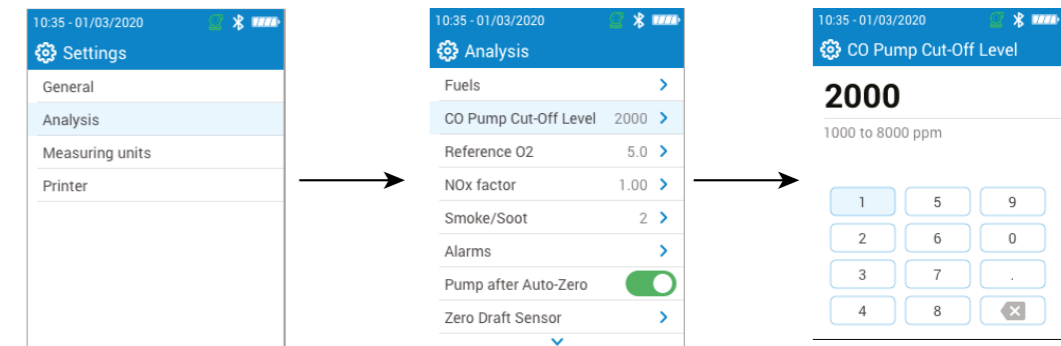 10:35 - 01/03/2020
Settings
General
Analysis
Measuring units
Printer
10:35 - 01/03/2020
Analysis
Fuels
CO Pump Cut-Off Level 2000
Reference O2 5.0
NOx factor 1.00
Smoke/Soot 2
Alarms
Pump after Auto-Zero
Zero Draft Sensor
10:35 - 01/03/2020
CO Pump Cut-Off Level
2000
1000 to 8000 ppm
1 5 9
2 6 0
3 7 .
4 8